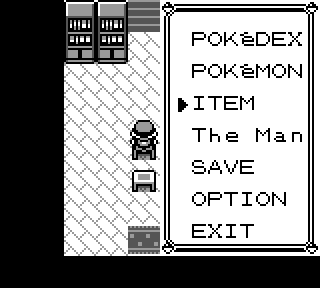 POKéDEX
POKéMON
ITEM
The Man
SAVE
OPTION
EXIT